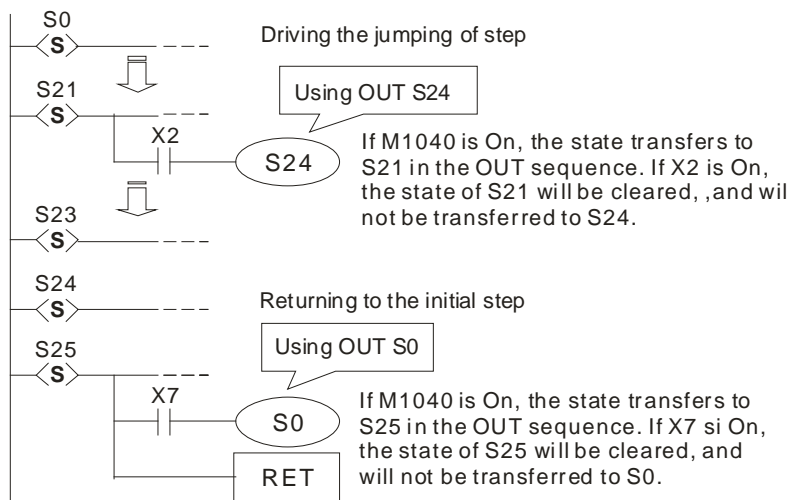 S0
S
Driving the jumping of step
S21
S
Using OUT S24
X2
S24
If M1040 is On, the state transfers to
S21 in the OUT sequence. If X2 is On,
the state of S21 will be cleared, ,and wil
not be transferred to S24.
S23
S
S24
S
Returning to the initial step
S25
S
Using OUT S0
X7
S0
If M1040 is On, the state transfers to
S25 in the OUT sequence. If X7 si On,
the state of S25 will be cleared, and
will not be transferred to S0.
RET